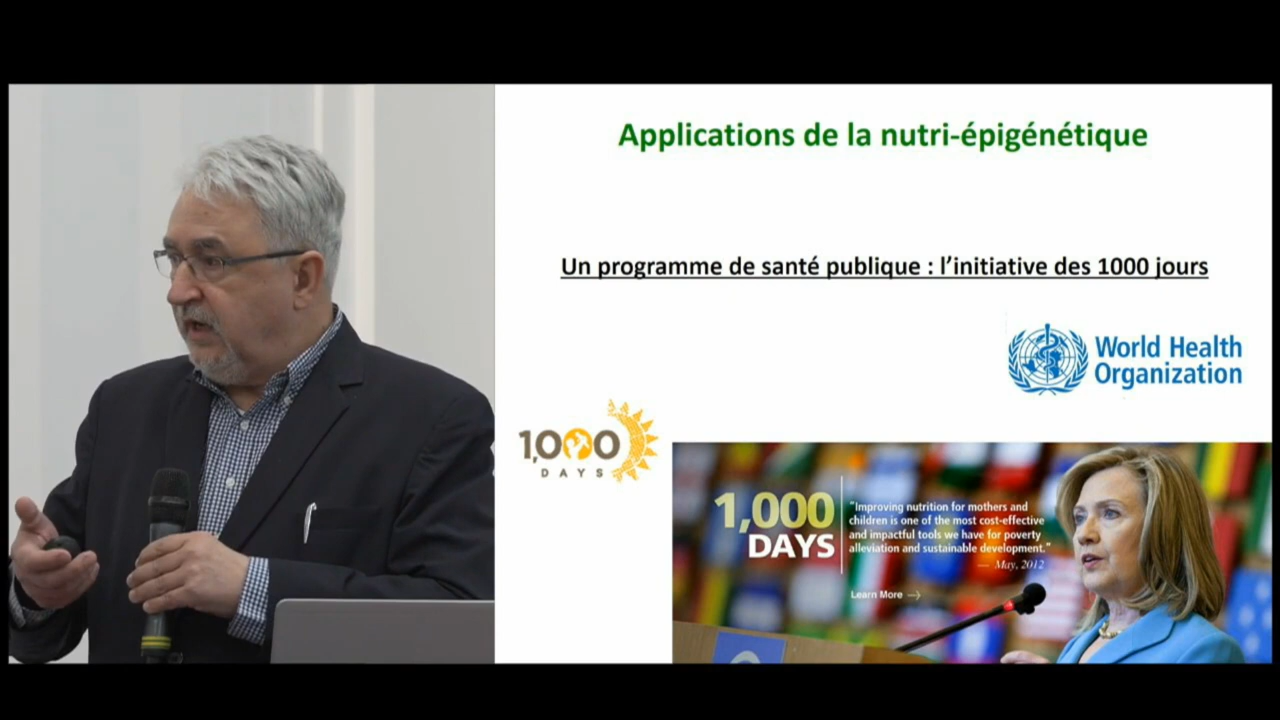 Applications de la nutri-épigénétique
Un programme de santé publique : l’initiative des 1000 jours
World Health
Organization
1,000
DAYS
1,000
DAYS
“Improving nutrition for mothers and
children is one of the most cost-effective
and impactful tools we have for poverty
alleviation and sustainable development.”
— May, 2012
Learn More →